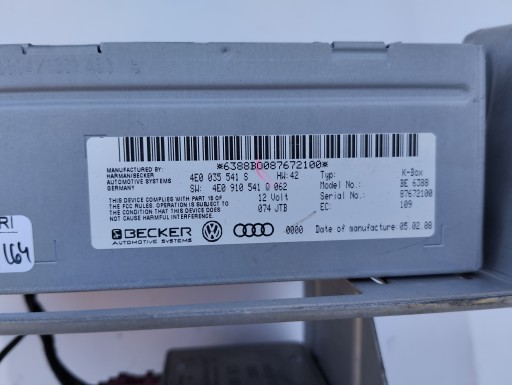 *6388B0087672100*
MANUFACTURED BY:
HARMAN/BECKER
AUTOMOTIVE SYSTEMS
GERMANY
4E0 035 541 S HW:42 Typ: K-Box
SW: 4E0 910 541 D 062 Model No.: BE 6388
THIS DEVICE COMPLIES WITH PART 15 OF
THE FCC RULES. OPERATION IS SUBJECT TO
THE CONDITION THAT THIS DEVICE DOES
NOT CAUSE HARMFUL INTERFERENCE.
12 Volt Serial No.: 87672100
074 JTB EC: 109
BECKER
AUTOMOTIVE SYSTEMS
0000 Date of manufacture 05.02.08
RI
164